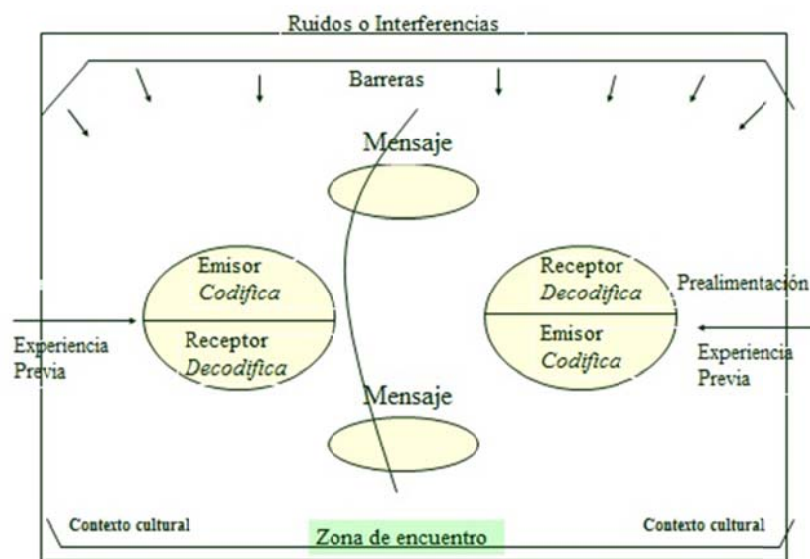 Ruidos o Interferencias
Barreras
Mensaje
Emisor
Codifica
Receptor
Decodifica
Receptor
Decodifica
Emisor
Codifica
Prealimentación
Experiencia
Previa
Experiencia
Previa
Mensaje
Contexto cultural
Zona de encuentro
Contexto cultural